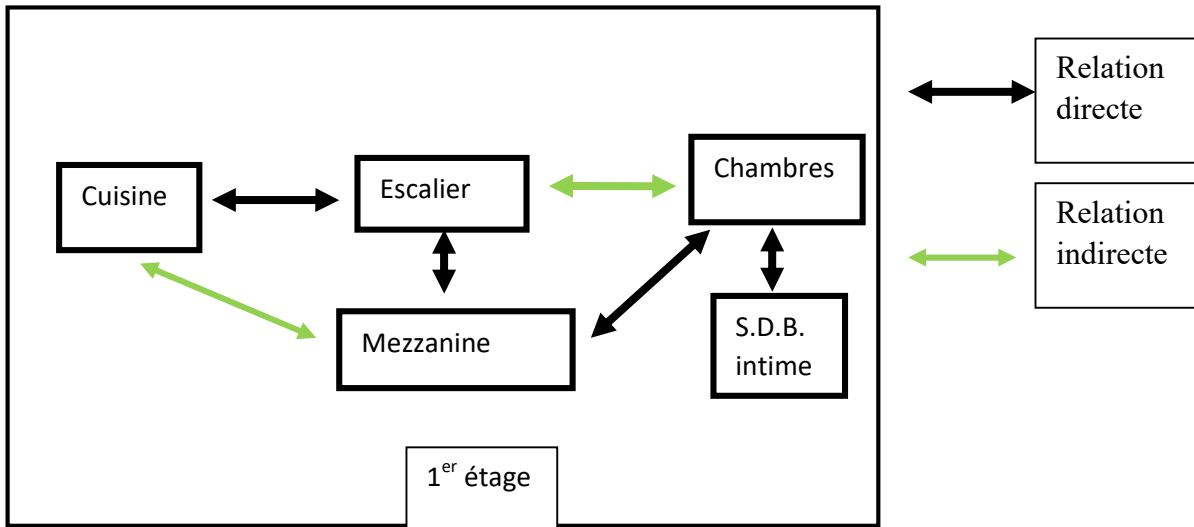 Relation
directe
Chambres
Cuisine
Escalier
Relation
indirecte
Mezzanine
S.D.B.
intime
1er étage